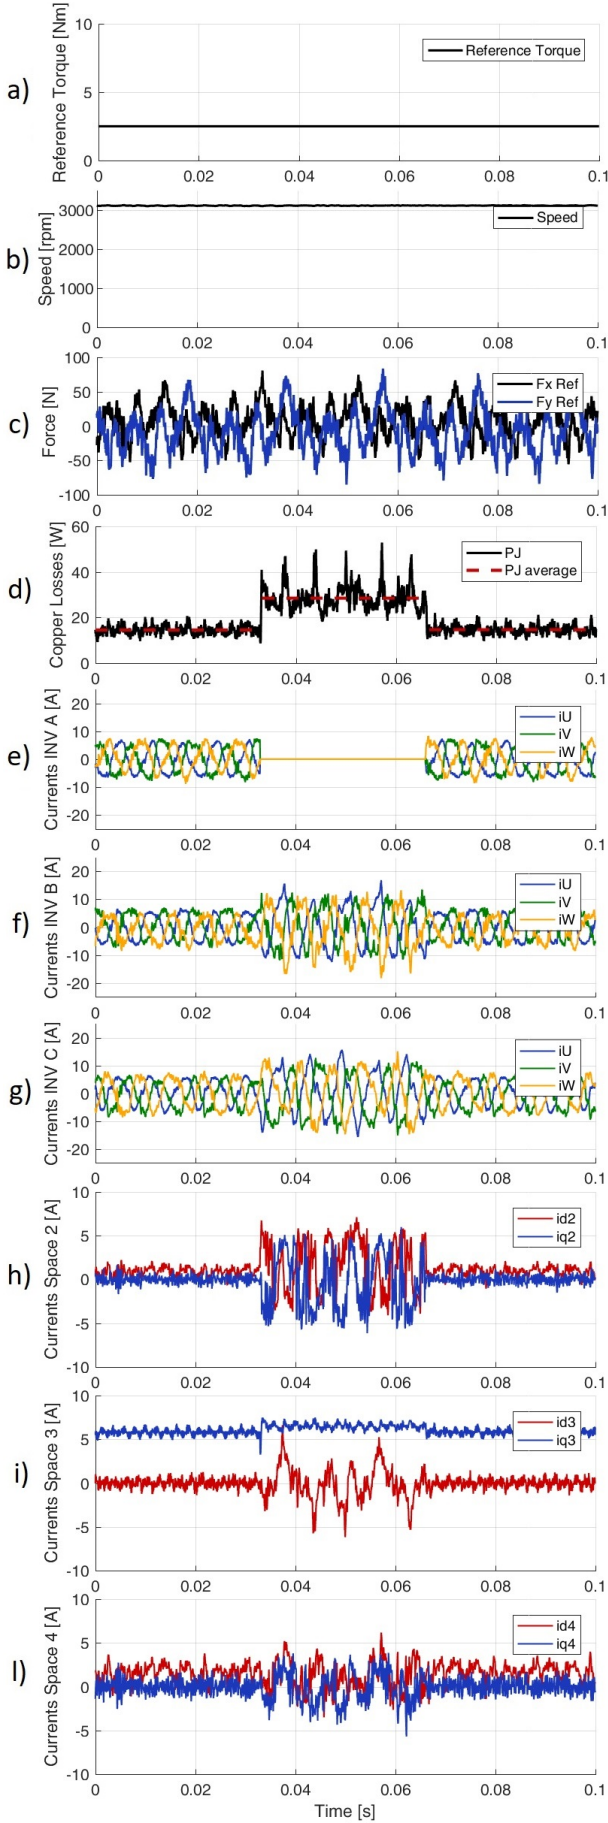 a)
Reference Torque [Nm]
10
5
0
Reference Torque
0 0.02 0.04 0.06 0.08 0.1
b)
Speed [rpm]
3000
2000
1000
0
Speed
0 0.02 0.04 0.06 0.08 0.1
c)
Force [N]
100
50
0
-50
-100
Fx Ref
Fy Ref
0 0.02 0.04 0.06 0.08 0.1
d)
Copper Losses [W]
60
40
20
0
PJ
PJ average
0 0.02 0.04 0.06 0.08 0.1
e)
Currents INV A [A]
20
10
0
-10
-20
iU
iV
iW
0 0.02 0.04 0.06 0.08 0.1
f)
Currents INV B [A]
20
10
0
-10
-20
iU
iV
iW
0 0.02 0.04 0.06 0.08 0.1
g)
Currents INV C [A]
20
10
0
-10
-20
iU
iV
iW
0 0.02 0.04 0.06 0.08 0.1
h)
Currents Space 2 [A]
10
5
0
-5
-10
id2
iq2
0 0.02 0.04 0.06 0.08 0.1
i)
Currents Space 3 [A]
10
5
0
-5
-10
id3
iq3
0 0.02 0.04 0.06 0.08 0.1
l)
Currents Space 4 [A]
10
5
0
-5
-10
id4
iq4
0 0.02 0.04 0.06 0.08 0.1
Time [s]